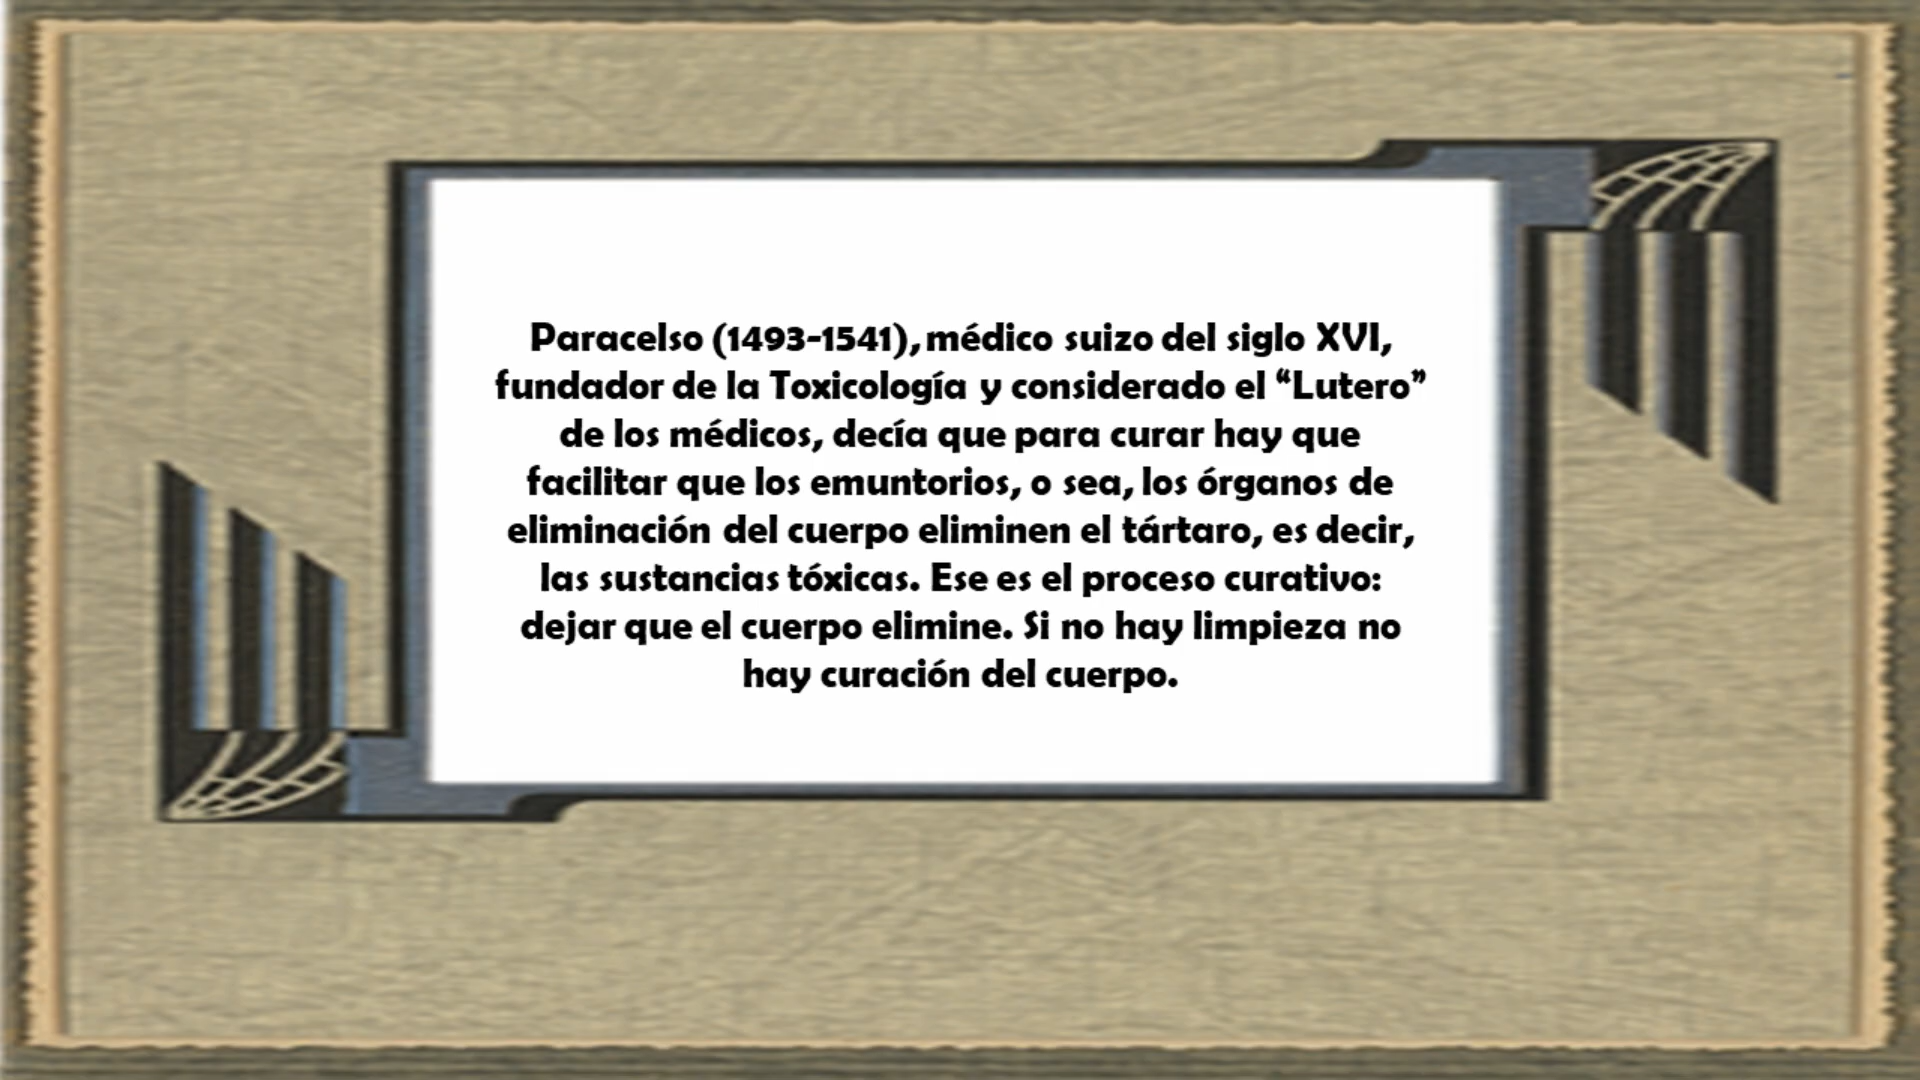 Paracelso (1493-1541), médico suizo del siglo XVI,
fundador de la Toxicología y considerado el “Lutero”
de los médicos, decía que para curar hay que
facilitar que los emuntorios, o sea, los órganos de
eliminación del cuerpo eliminen el tártaro, es decir,
las sustancias tóxicas. Ese es el proceso curativo:
dejar que el cuerpo elimine. Si no hay limpieza no
hay curación del cuerpo.